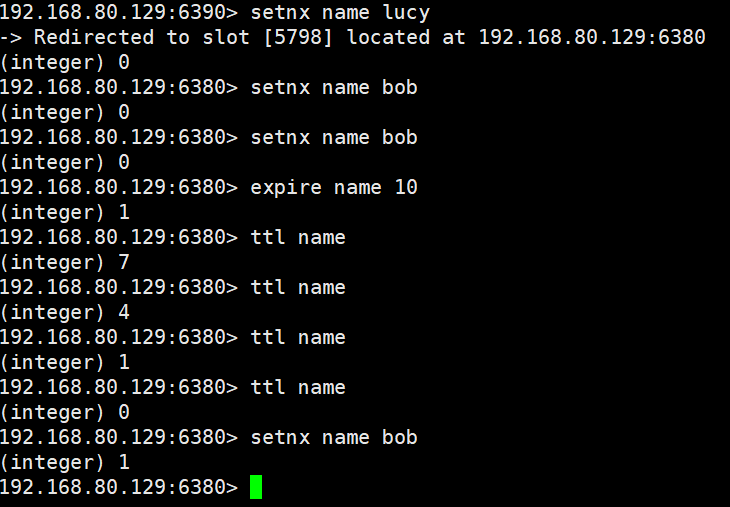 192.168.80.129:6390> setnx name lucy
-> Redirected to slot [5798] located at 192.168.80.129:6380
(integer) 0
192.168.80.129:6380> setnx name bob
(integer) 0
192.168.80.129:6380> setnx name bob
(integer) 0
192.168.80.129:6380> expire name 10
(integer) 1
192.168.80.129:6380> ttl name
(integer) 7
192.168.80.129:6380> ttl name
(integer) 4
192.168.80.129:6380> ttl name
(integer) 1
192.168.80.129:6380> ttl name
(integer) 0
192.168.80.129:6380> setnx name bob
(integer) 1
192.168.80.129:6380>